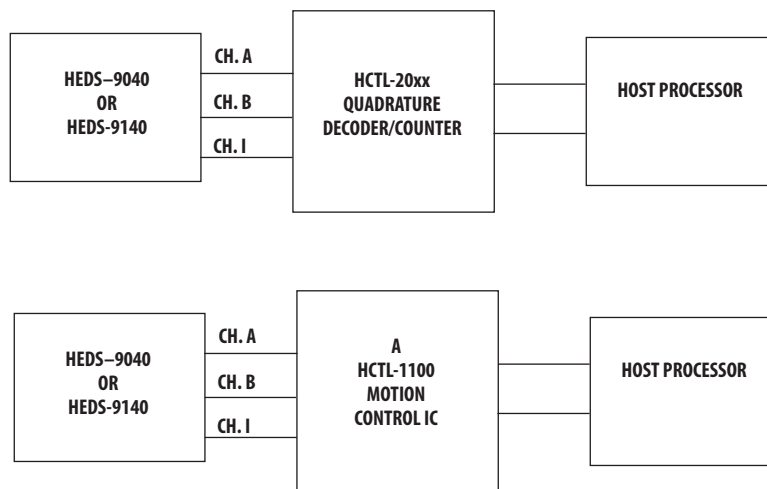 HEDS–9040
OR
HEDS-9140
CH. A
CH. B
CH. I
HCTL-20xx
QUADRATURE
DECODER/COUNTER
HOST PROCESSOR
HEDS–9040
OR
HEDS-9140
CH. A
CH. B
CH. I
A
HCTL-1100
MOTION
CONTROL IC
HOST PROCESSOR